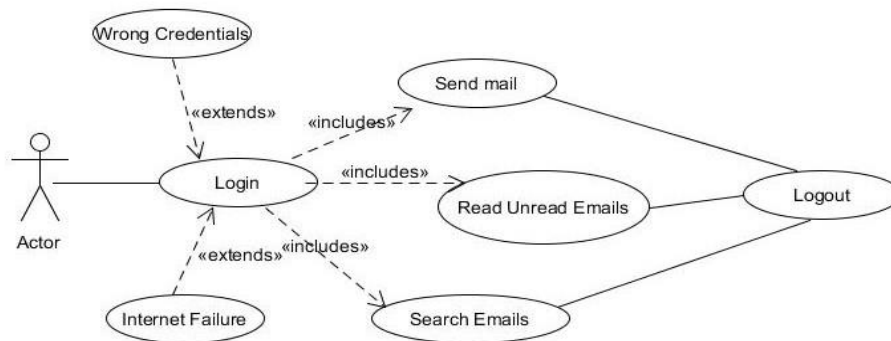 Wrong Credentials
Send mail
«extends»
«includes»
«includes»
Login
Logout
Read Unread Emails
Actor
«includes»
«extends»
Internet Failure
Search Emails